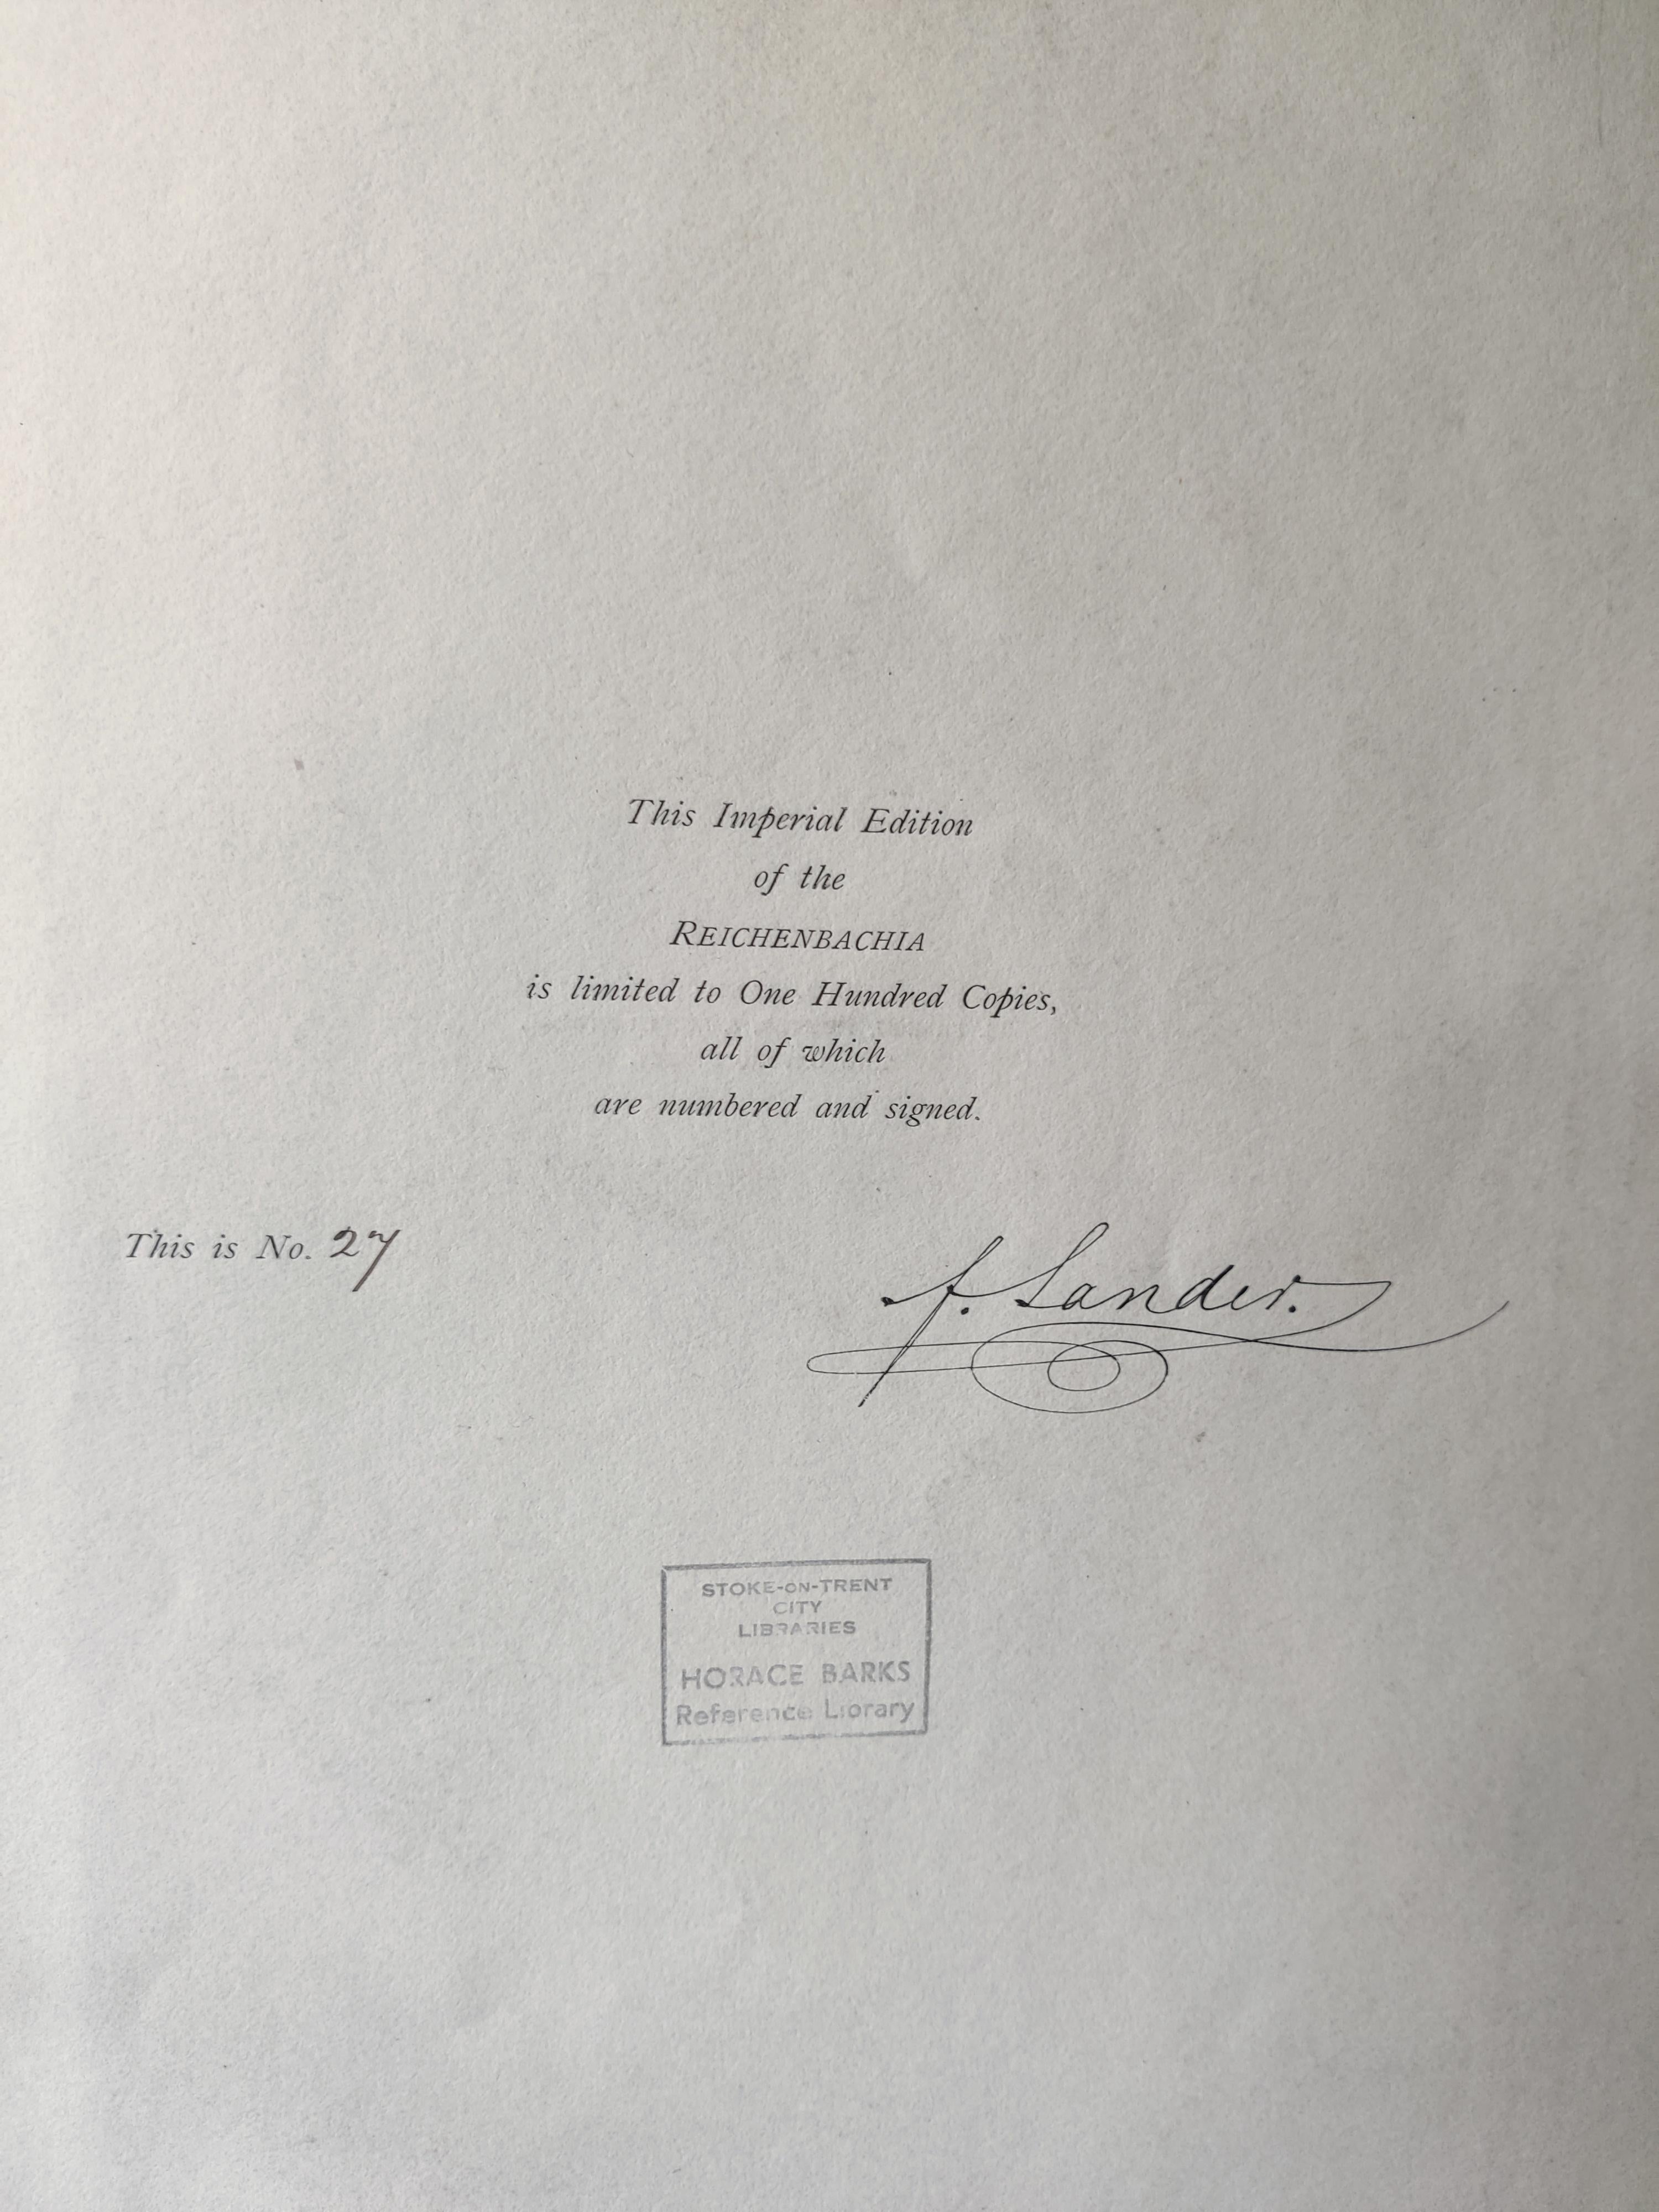 This Imperial Edition
of the
REICHENBACHIA
is limited to One Hundred Copies,
all of which
are numbered and signed.
This is No. 27
F. Sander.
STOKE-ON-TRENT
CITY
LIBRARIES
HORACE BARKS
Reference Library